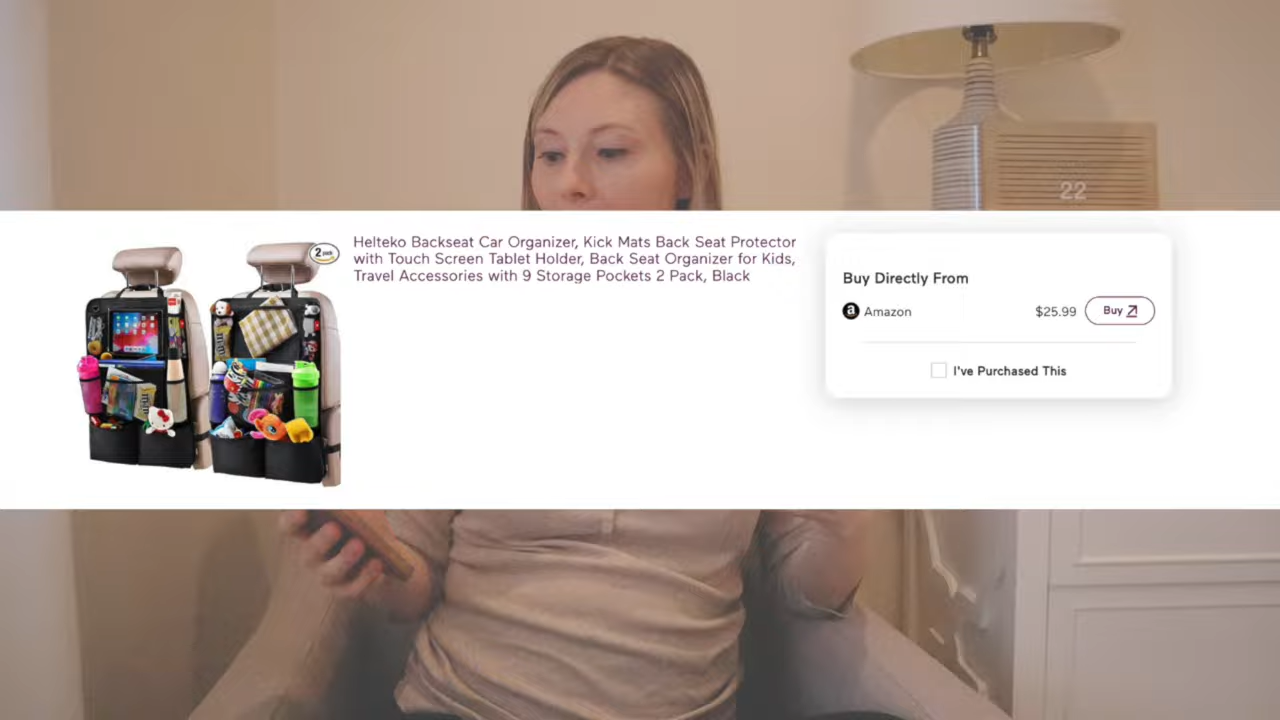 22
2 pack
Helteko Backseat Car Organizer, Kick Mats Back Seat Protector
with Touch Screen Tablet Holder, Back Seat Organizer for Kids,
Travel Accessories with 9 Storage Pockets 2 Pack, Black
Buy Directly From
a Amazon
$25.99
Buy
I've Purchased This